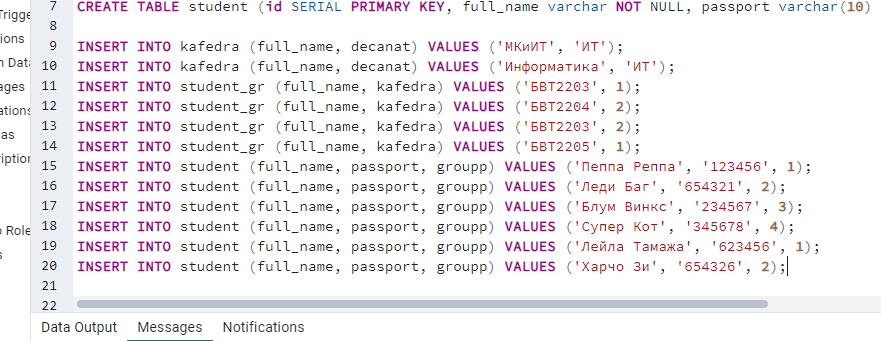 7 CREATE TABLE student (id SERIAL PRIMARY KEY, full_name varchar NOT NULL, passport varchar(10)
Trigge
8
ions
9 INSERT INTO kafedra (full_name, decanat) VALUES ('МКиИТ', 'ИТ');
n Data
10 INSERT INTO kafedra (full_name, decanat) VALUES ('Информатика', 'ИТ');
ages
11 INSERT INTO student_gr (full_name, kafedra) VALUES ('БВТ2203', 1);
ations
12 INSERT INTO student_gr (full_name, kafedra) VALUES ('БВТ2204', 2);
as
13 INSERT INTO student_gr (full_name, kafedra) VALUES ('БВТ2203', 2);
ription
14 INSERT INTO student_gr (full_name, kafedra) VALUES ('БВТ2205', 1);
15 INSERT INTO student (full_name, passport, groupp) VALUES ('Пеппа Реппа', '123456', 1);
16 INSERT INTO student (full_name, passport, groupp) VALUES ('Леди Баг', '654321', 2);
17 INSERT INTO student (full_name, passport, groupp) VALUES ('Блум Винкс', '234567', 3);
18 INSERT INTO student (full_name, passport, groupp) VALUES ('Супер Кот', '345678', 4);
Role
19 INSERT INTO student (full_name, passport, groupp) VALUES ('Лейла Тамажа', '623456', 1);
s
20 INSERT INTO student (full_name, passport, groupp) VALUES ('Харчо Зи', '654326', 2);
21
22
Data Output Messages Notifications